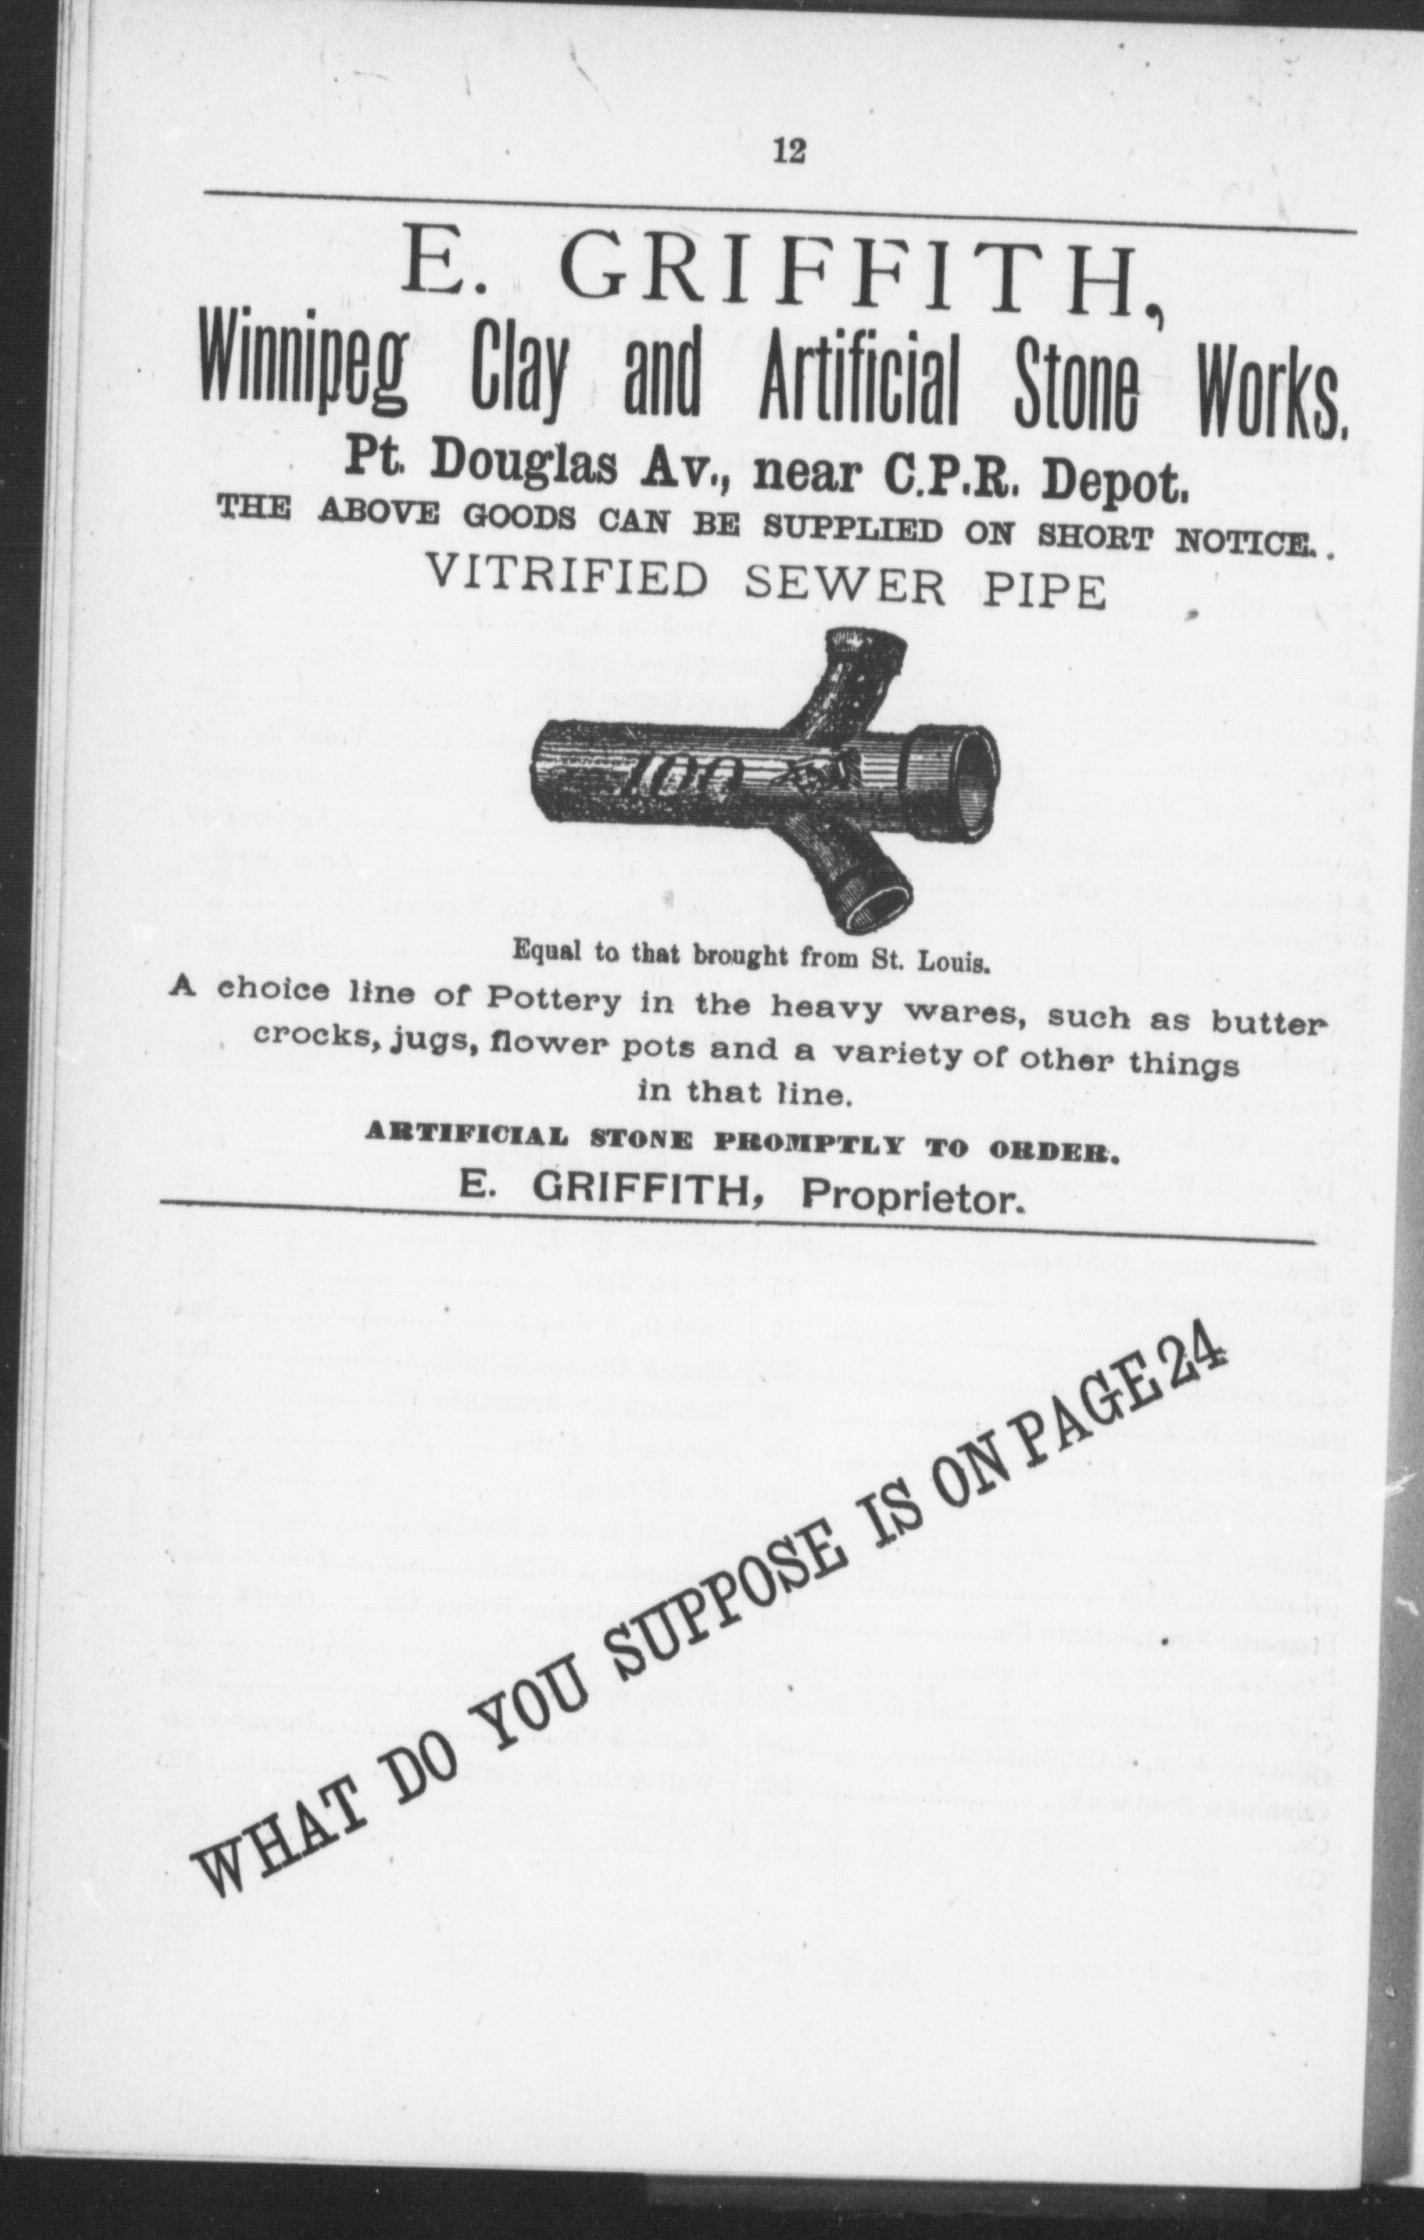 12
E. GRIFFITH,
Winnipeg Clay and Artificial Stone Works.
Pt. Douglas Av., near C.P.R. Depot.
THE ABOVE GOODS CAN BE SUPPLIED ON SHORT NOTICE..
VITRIFIED SEWER PIPE
100
Equal to that brought from St. Louis.
A choice line of Pottery in the heavy wares, such as butter
crocks, jugs, flower pots and a variety of other things
in that line.
ARTIFICIAL STONE PROMPTLY TO ORDER.
E. GRIFFITH, Proprietor.
WHAT DO YOU SUPPOSE IS ON PAGE 24